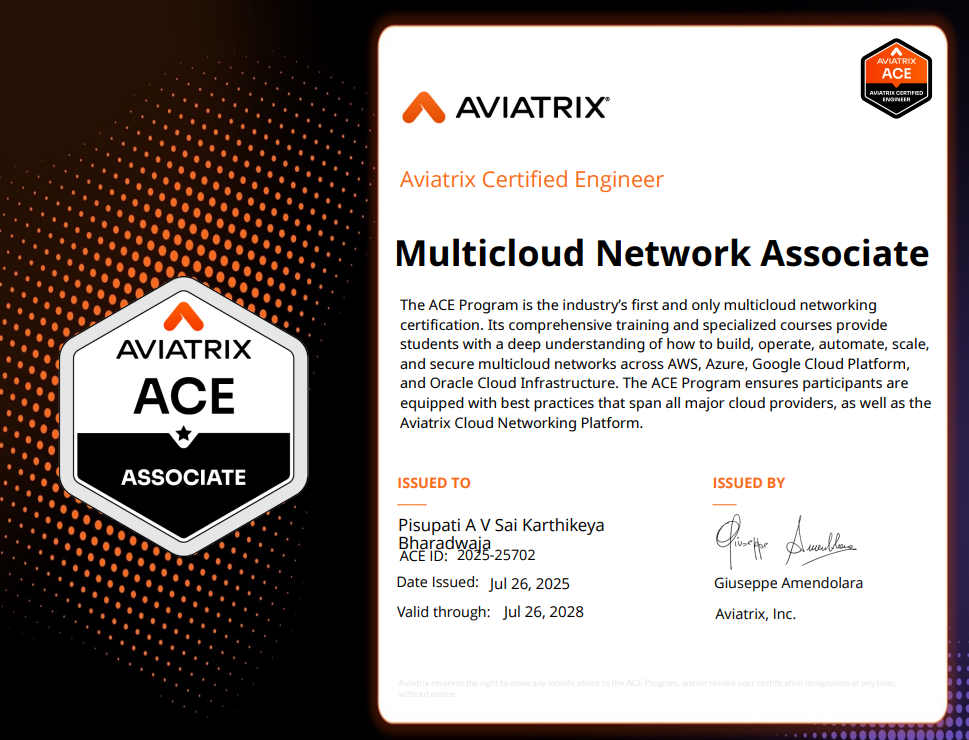 AVIATRIX
ACE
ASSOCIATE
AVIATRIX®
AVIATRIX
ACE
AVIATRIX CERTIFIED
ENGINEER
Aviatrix Certified Engineer
Multicloud Network Associate
The ACE Program is the industry’s first and only multicloud networking
certification. Its comprehensive training and specialized courses provide
students with a deep understanding of how to build, operate, automate, scale,
and secure multicloud networks across AWS, Azure, Google Cloud Platform,
and Oracle Cloud Infrastructure. The ACE Program ensures participants are
equipped with best practices that span all major cloud providers, as well as the
Aviatrix Cloud Networking Platform.
ISSUED TO
Pisupati A V Sai Karthikeya
Bharadwaja
ACE ID: 2025-25702
Date Issued: Jul 26, 2025
Valid through: Jul 26, 2028
ISSUED BY
Giuseppe Amendolara
Giuseppe Amendolara
Aviatrix, Inc.
Aviatrix reserves the right to make any modifications to the ACE Program, and/or revoke your certification designation at any time,
without notice.